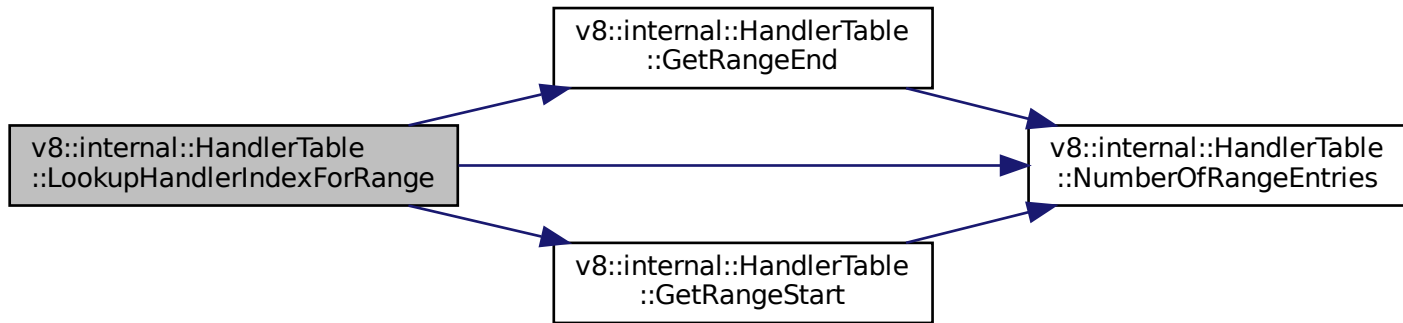 v8::internal::HandlerTable
::LookupHandlerIndexForRange
v8::internal::HandlerTable
::GetRangeEnd
v8::internal::HandlerTable
::NumberOfRangeEntries
v8::internal::HandlerTable
::GetRangeStart